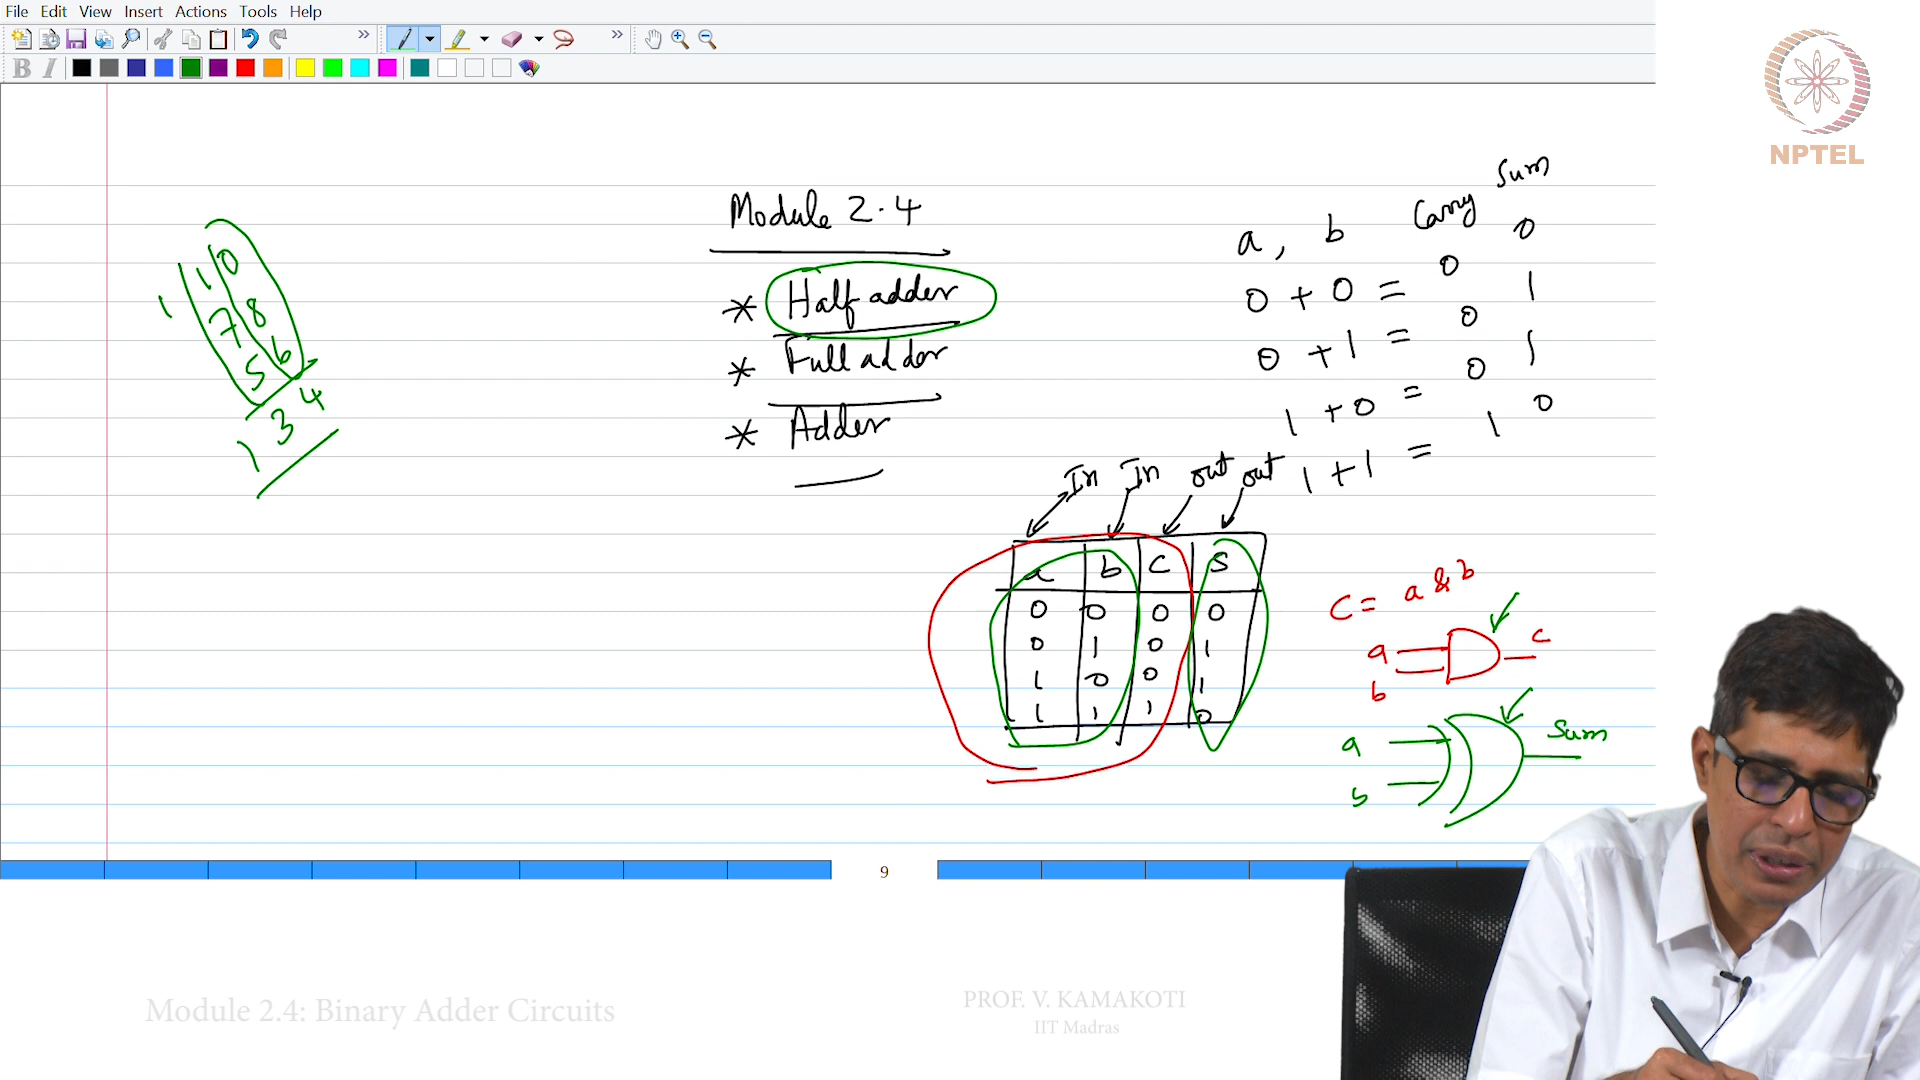 File Edit View Insert Actions Tools Help
B I
NPTEL
Module 2.4
* Half adder
* Full adder
* Adder
1 1 0
7 8
5 6
1 3 4
a, b Carry Sum
0 + 0 = 0 0
0 + 1 = 0 1
1 + 0 = 0 1
1 + 1 = 1 0
In In out out
a b C S
0 0 0 0
0 1 0 1
1 0 0 1
1 1 1 0
C = a & b
a
b
c
a
b
Sum
9
Module 2.4: Binary Adder Circuits
PROF. V. KAMAKOTI
IIT Madras